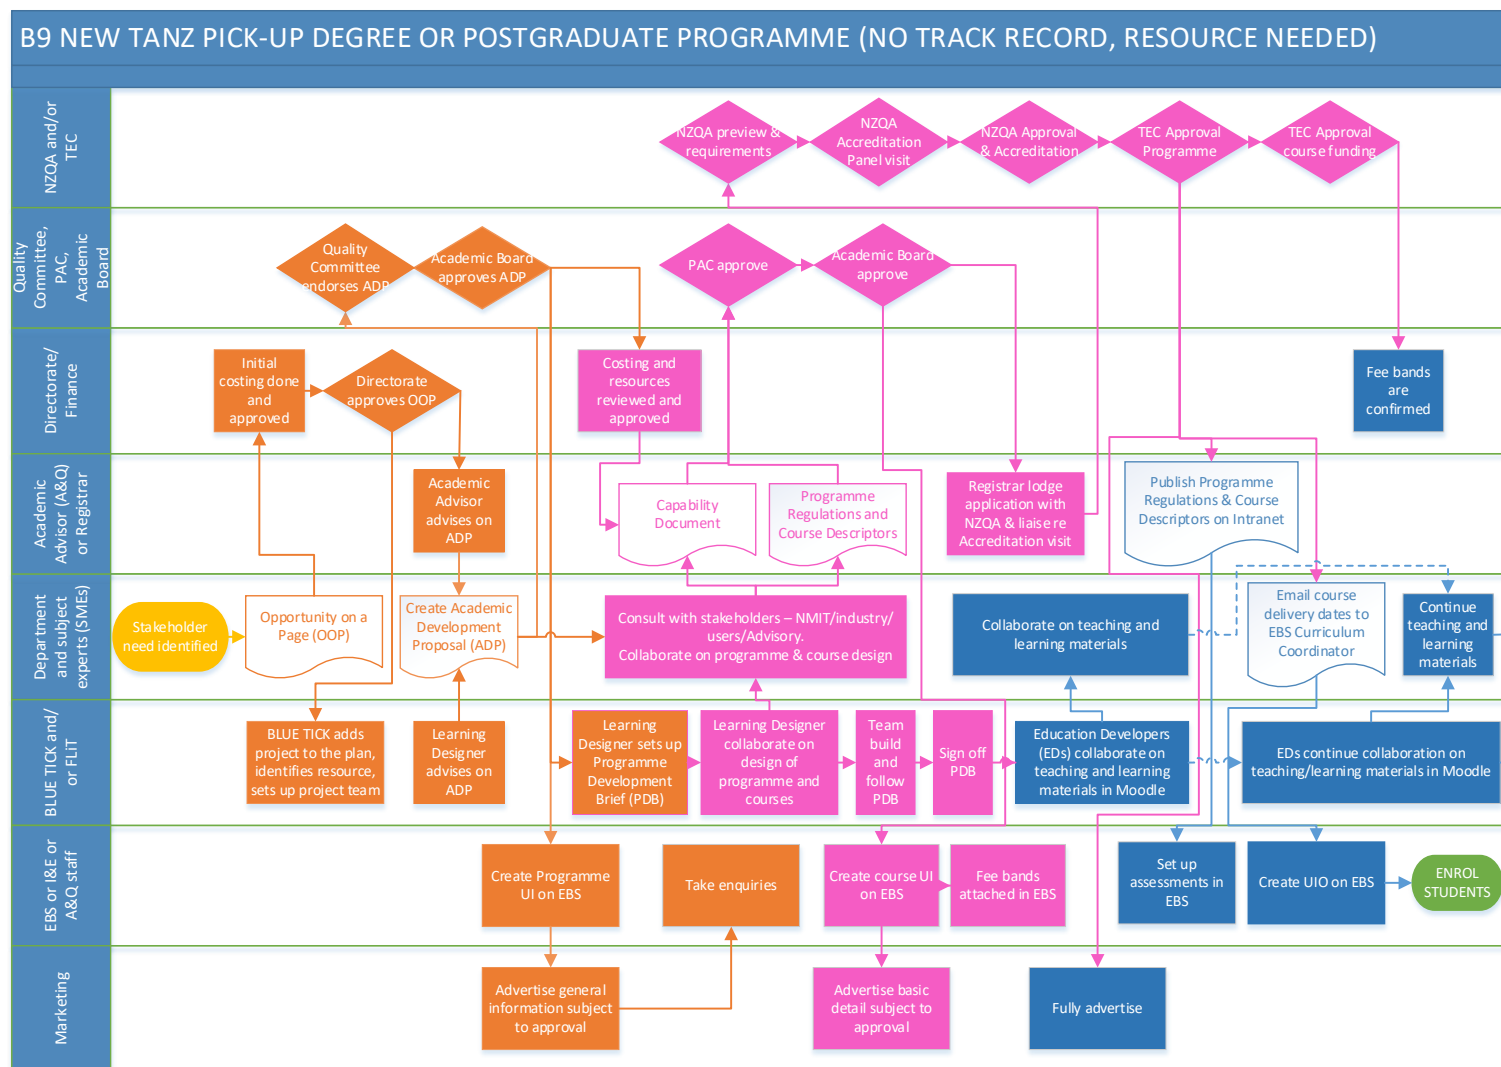 B9 NEW TANZ PICK-UP DEGREE OR POSTGRADUATE PROGRAMME (NO TRACK RECORD, RESOURCE NEEDED)
NZQA and/or
TEC
NZQA preview &
requirements
NZQA
Accreditation
Panel visit
NZQA Approval
& Accreditation
TEC Approval
Programme
TEC Approval
course funding
Quality
Committee,
PAC,
Academic
Board
Quality
Committee
endorses ADP
Academic Board
approves ADP
PAC approve
Academic Board
approve
Directorate/
Finance
Initial
costing done
and
approved
Directorate
approves OOP
Costing and
resources
reviewed and
approved
Fee bands
are
confirmed
Academic
Advisor (A&Q)
or Registrar
Academic
Advisor
advises on
ADP
Capability
Document
Programme
Regulations and
Course Descriptors
Registrar lodge
application with
NZQA & liaise re
Accreditation visit
Publish Programme
Regulations & Course
Descriptors on Intranet
Department
and subject
experts (SMEs)
Stakeholder
need identified
Opportunity on a
Page (OOP)
Create Academic
Development
Proposal (ADP)
Consult with stakeholders – NMIT/industry/
users/Advisory.
Collaborate on programme & course design
Collaborate on teaching and
learning materials
Email course
delivery dates to
EBS Curriculum
Coordinator
Continue
teaching and
learning
materials
BLUE TICK and/
or FLiT
BLUE TICK adds
project to the plan,
identifies resource,
sets up project team
Learning
Designer
advises on
ADP
Learning
Designer sets up
Programme
Development
Brief (PDB)
Learning Designer
collaborate on
design of
programme and
courses
Team
build
and
follow
PDB
Sign off
PDB
Education Developers
(EDs) collaborate on
teaching and learning
materials in Moodle
EDs continue collaboration on
teaching/learning materials in Moodle
EBS or I&E or
A&Q staff
Create Programme
UI on EBS
Take enquiries
Create course UI
on EBS
Fee bands
attached in EBS
Set up
assessments in
EBS
Create UIO on EBS
ENROL
STUDENTS
Marketing
Advertise general
information subject
to approval
Advertise basic
detail subject to
approval
Fully advertise